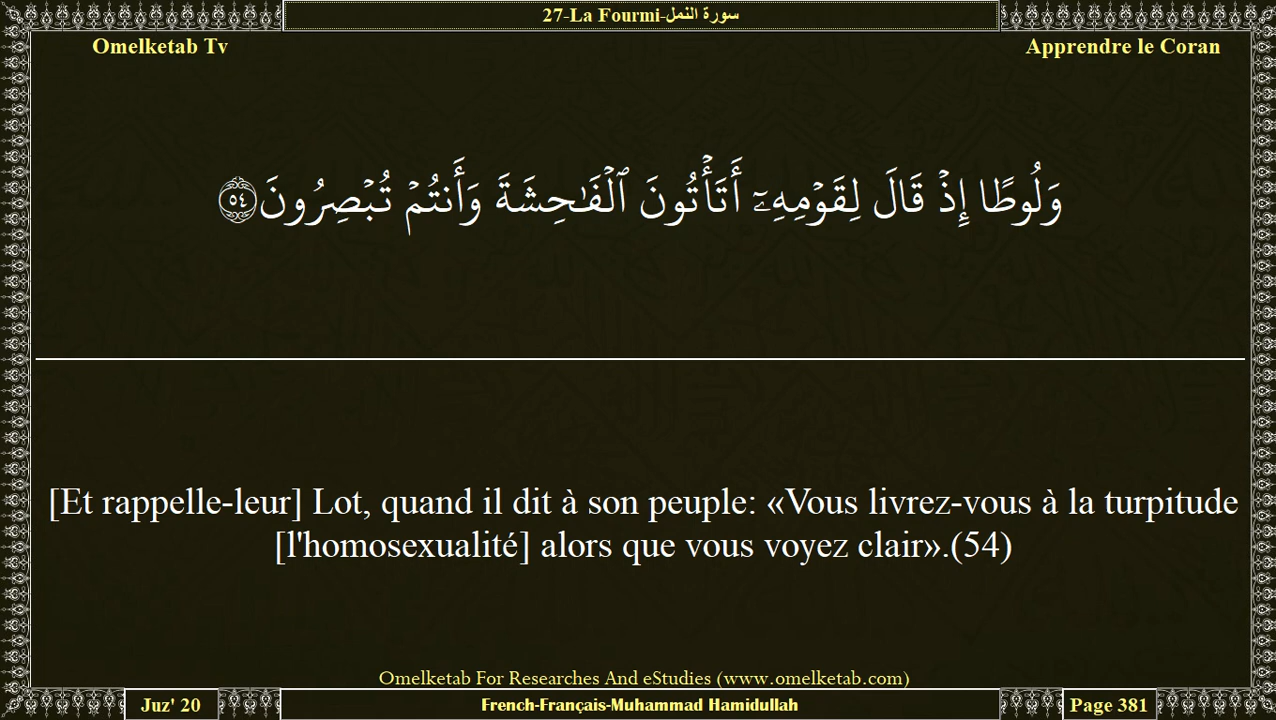 27-La Fourmi-سورة النمل
Omelketab Tv
Apprendre le Coran
وَلُوطًا إِذۡ قَالَ لِقَوۡمِهِۦٓ أَتَأۡتُونَ ٱلۡفَٰحِشَةَ وَأَنتُمۡ تُبۡصِرُونَ ٥٤
[Et rappelle-leur] Lot, quand il dit à son peuple: «Vous livrez-vous à la turpitude
[l'homosexualité] alors que vous voyez clair».(54)
Omelketab For Researches And eStudies (www.omelketab.com)
Juz' 20
French-Français-Muhammad Hamidullah
Page 381